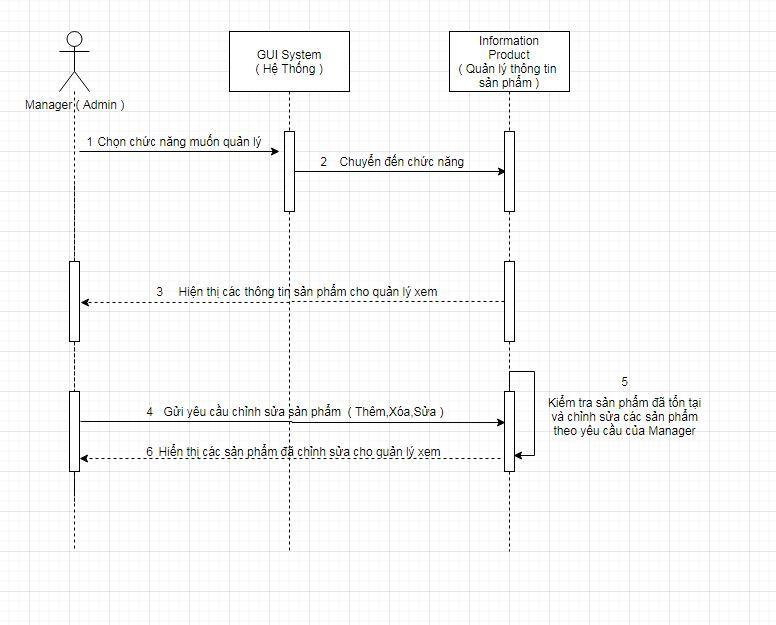 GUI System
( Hệ Thống )
Information
Product
( Quản lý thông tin
sản phẩm )
Manager ( Admin )
1 Chọn chức năng muốn quản lý
2 Chuyển đến chức năng
3 Hiện thị các thông tin sản phẩm cho quản lý xem
5
Kiểm tra sản phẩm đã tồn tại
và chỉnh sửa các sản phẩm
theo yêu cầu của Manager
4 Gửi yêu cầu chỉnh sửa sản phẩm ( Thêm,Xóa,Sửa )
6 Hiển thị các sản phẩm đã chỉnh sửa cho quản lý xem